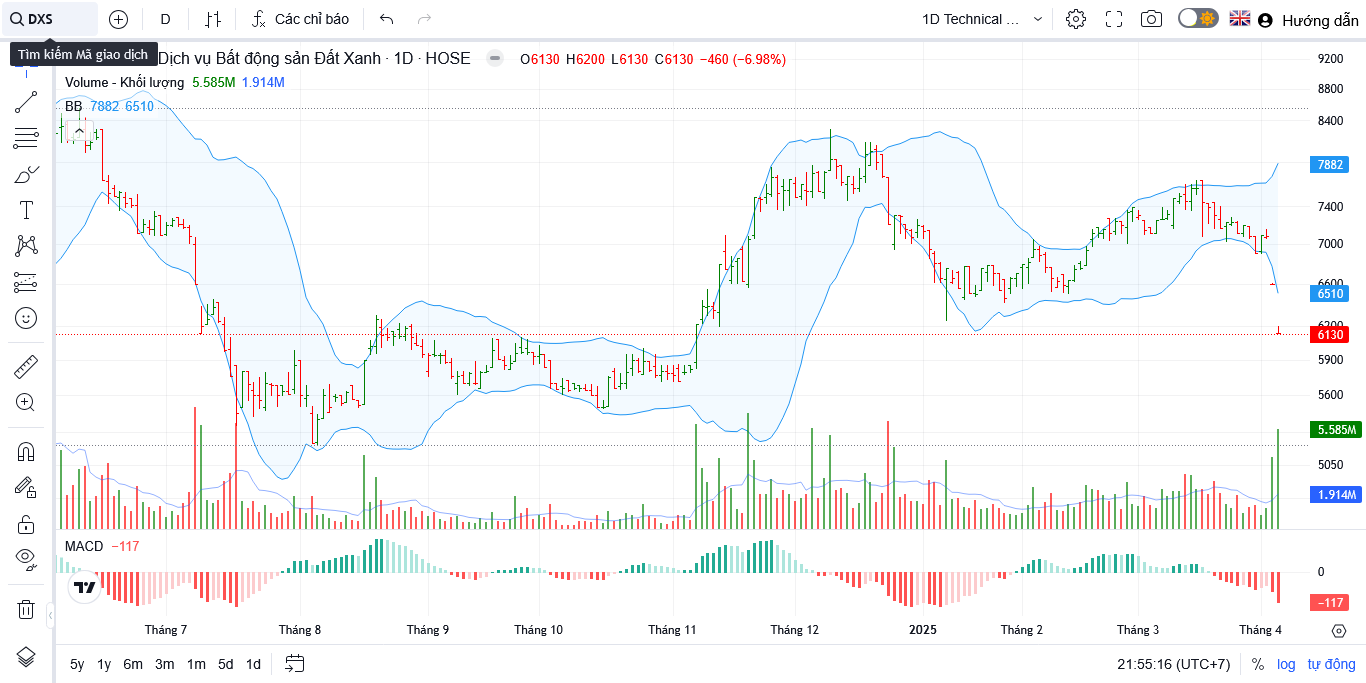 DXS D Các chỉ báo 1D Technical ... Hướng dẫn
Tìm kiếm Mã giao dịch
Dịch vụ Bất động sản Đất Xanh · 1D · HOSE O6130 H6200 L6130 C6130 −460 (−6.98%)
Volume - Khối lượng 5.585M 1.914M
BB 7882 6510
9200
8800
8400
7882
7400
7000
6600
6510
6200
6130
5900
5600
5.585M
5050
1.914M
MACD −117
0
−117
Tháng 7 Tháng 8 Tháng 9 Tháng 10 Tháng 11 Tháng 12 2025 Tháng 2 Tháng 3 Tháng 4
5y 1y 6m 3m 1m 5d 1d 21:55:16 (UTC+7) % log tự động